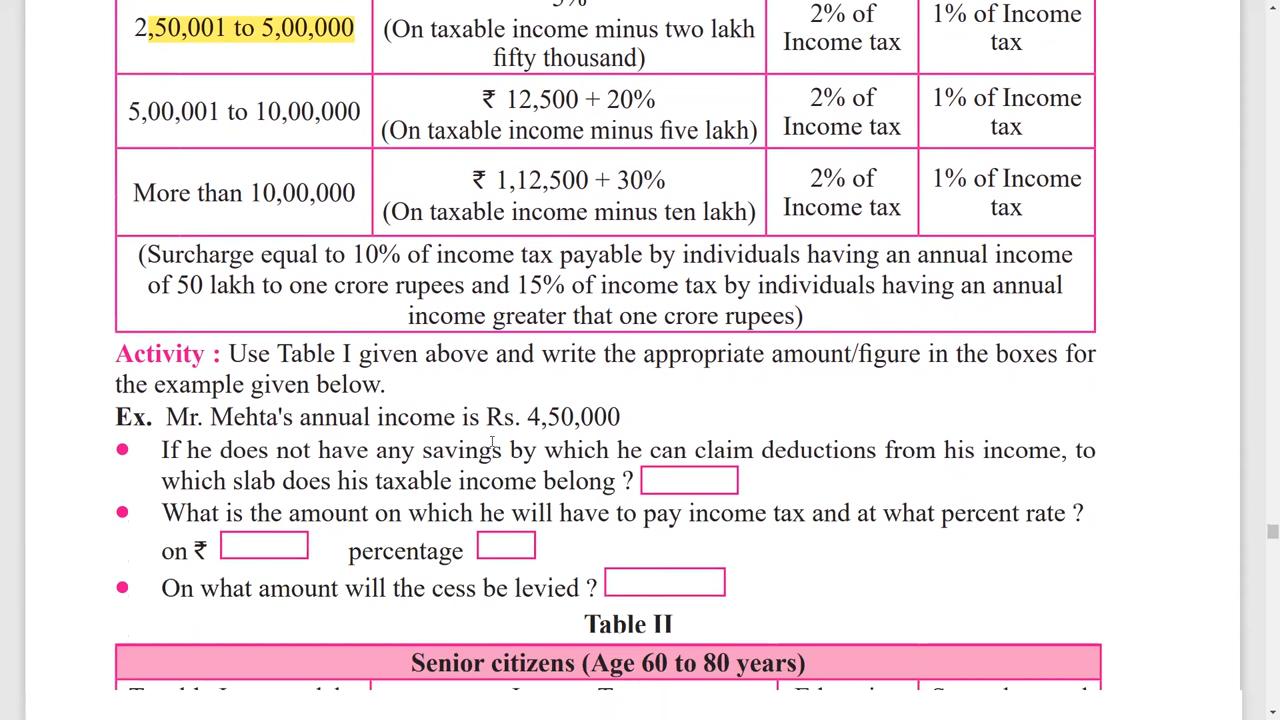 5%
2,50,001 to 5,00,000
(On taxable income minus two lakh
fifty thousand)
2% of
Income tax
1% of Income
tax
5,00,001 to 10,00,000
₹ 12,500 + 20%
(On taxable income minus five lakh)
2% of
Income tax
1% of Income
tax
More than 10,00,000
₹ 1,12,500 + 30%
(On taxable income minus ten lakh)
2% of
Income tax
1% of Income
tax
(Surcharge equal to 10% of income tax payable by individuals having an annual income
of 50 lakh to one crore rupees and 15% of income tax by individuals having an annual
income greater that one crore rupees)
Activity : Use Table I given above and write the appropriate amount/figure in the boxes for
the example given below.
Ex. Mr. Mehta's annual income is Rs. 4,50,000
• If he does not have any savings by which he can claim deductions from his income, to
which slab does his taxable income belong ?
• What is the amount on which he will have to pay income tax and at what percent rate ?
on ₹ percentage
• On what amount will the cess be levied ?
Table II
Senior citizens (Age 60 to 80 years)